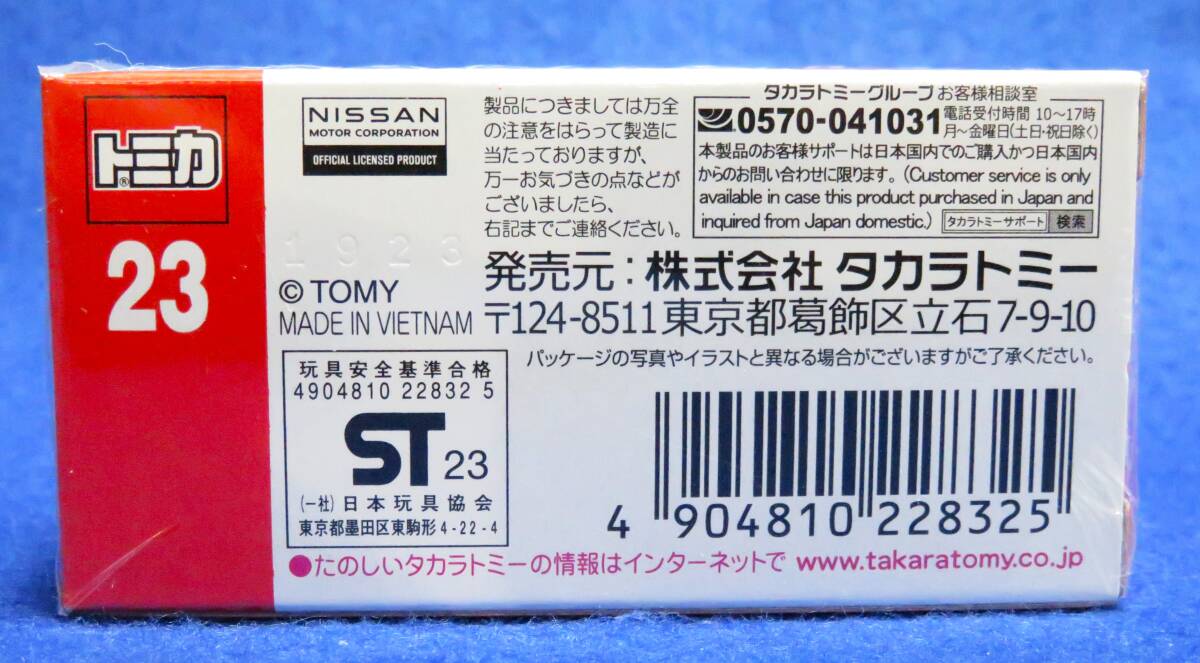 トミカ®
23
NISSAN
MOTOR CORPORATION
OFFICIAL LICENSED PRODUCT
1923
© TOMY
MADE IN VIETNAM
製品につきましては万全
の注意をはらって製造に
当たっておりますが、
万一お気づきの点などが
ございましたら、
右記までご連絡ください。
タカラトミーグループ お客様相談室
0570-041031 電話受付時間 10〜17時
月〜金曜日(土日・祝日除く)
本製品のお客様サポートは日本国内でのご購入かつ日本国内
からのお問い合わせに限ります。(Customer service is only
available in case this product purchased in Japan and
inquired from Japan domestic.) タカラトミーサポート 検索
発売元:株式会社 タカラトミー
〒124-8511 東京都葛飾区立石7-9-10
パッケージの写真やイラストと異なる場合がございますがご了承ください。
玩具安全基準合格
4904810 22832 5
ST 23
(一社)日本玩具協会
東京都墨田区東駒形4-22-4
4 904810 228325
●たのしいタカラトミーの情報はインターネットで www.takaratomy.co.jp